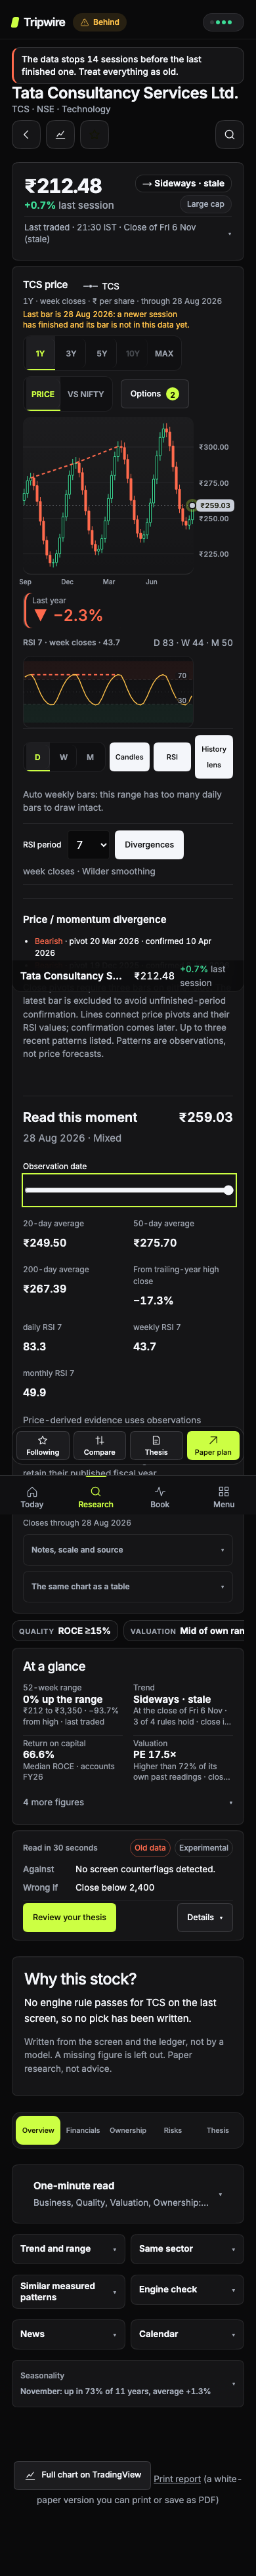 Tripwire
Behind
The data stops 14 sessions before the last
finished one. Treat everything as old.
Tata Consultancy Services Ltd.
TCS · NSE · Technology
₹212.48
Sideways · stale
+0.7% last session
Large cap
Last traded · 21:30 IST · Close of Fri 6 Nov
(stale)
TCS price
TCS
1Y · week closes · ₹ per share · through 28 Aug 2026
Last bar is 28 Aug 2026: a newer session
has finished and its bar is not in this data yet.
1Y
3Y
5Y
10Y
MAX
PRICE
VS NIFTY
Options 2
₹300.00
₹275.00
₹259.03
₹250.00
₹225.00
Sep
Dec
Mar
Jun
Last year
▼ −2.3%
RSI 7 · week closes · 43.7
D 83 · W 44 · M 50
70
30
D
W
M
Candles
RSI
History
lens
Auto weekly bars: this range has too many daily
bars to draw intact.
RSI period
7
Divergences
week closes · Wilder smoothing
Price / momentum divergence
Bearish · pivot 20 Mar 2026 · confirmed 10 Apr
2026
Tata Consultancy S...
₹212.48
+0.7% last
session
latest bar is excluded to avoid unfinished-period
confirmation. Lines connect price pivots and their
RSI values; confirmation comes later. Up to three
recent pairs listed. Patterns are observations,
not price forecasts.
Read this moment
₹259.03
28 Aug 2026 · Mixed
Observation date
20-day average
50-day average
₹249.50
₹275.70
200-day average
From trailing-year high
close
₹267.39
−17.3%
daily RSI 7
weekly RSI 7
83.3
43.7
monthly RSI 7
49.9
Price-derived evidence uses observations
Following
Compare
Thesis
Paper plan
retain their published fiscal year.
Today
Research
Book
Menu
Closes through 28 Aug 2026
Notes, scale and source
The same chart as a table
QUALITY ROCE ≥15%
VALUATION Mid of own ran
At a glance
52-week range
Trend
0% up the range
Sideways · stale
₹212 to ₹3,350 · −93.7%
from high · last traded
At the close of Fri 6 Nov ·
3 of 4 rules hold · close i...
Return on capital
Valuation
66.6%
PE 17.5×
Median ROCE · accounts
FY26
Higher than 72% of its
own past readings · clos...
4 more figures
Read in 30 seconds
Old data
Experimental
Against
No screen counterflags detected.
Wrong if
Close below 2,400
Review your thesis
Details
Why this stock?
No engine rule passes for TCS on the last
screen, so no pick has been written.
Written from the screen and the ledger, not by a
model. A missing figure is left out. Paper
research, not advice.
Overview
Financials
Ownership
Risks
Thesis
One-minute read
Business, Quality, Valuation, Ownership:...
Trend and range
Same sector
Similar measured
patterns
Engine check
News
Calendar
Seasonality
November: up in 73% of 11 years, average +1.3%
Full chart on TradingView
Print report (a white-
paper version you can print or save as PDF)